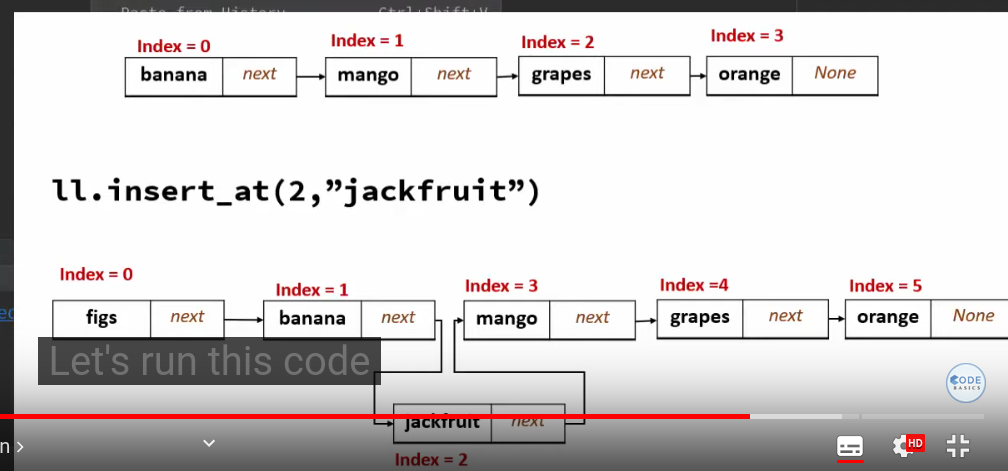 Paste from History Ctrl+Shift+V
Index = 0 Index = 1 Index = 2 Index = 3
banana next mango next grapes next orange None
ll.insert_at(2,”jackfruit”)
Index = 0 Index = 1 Index = 3 Index =4 Index = 5
figs next banana next mango next grapes next orange None
Let's run this code
CODE
BASICS
jackfruit next
HD
Index = 2